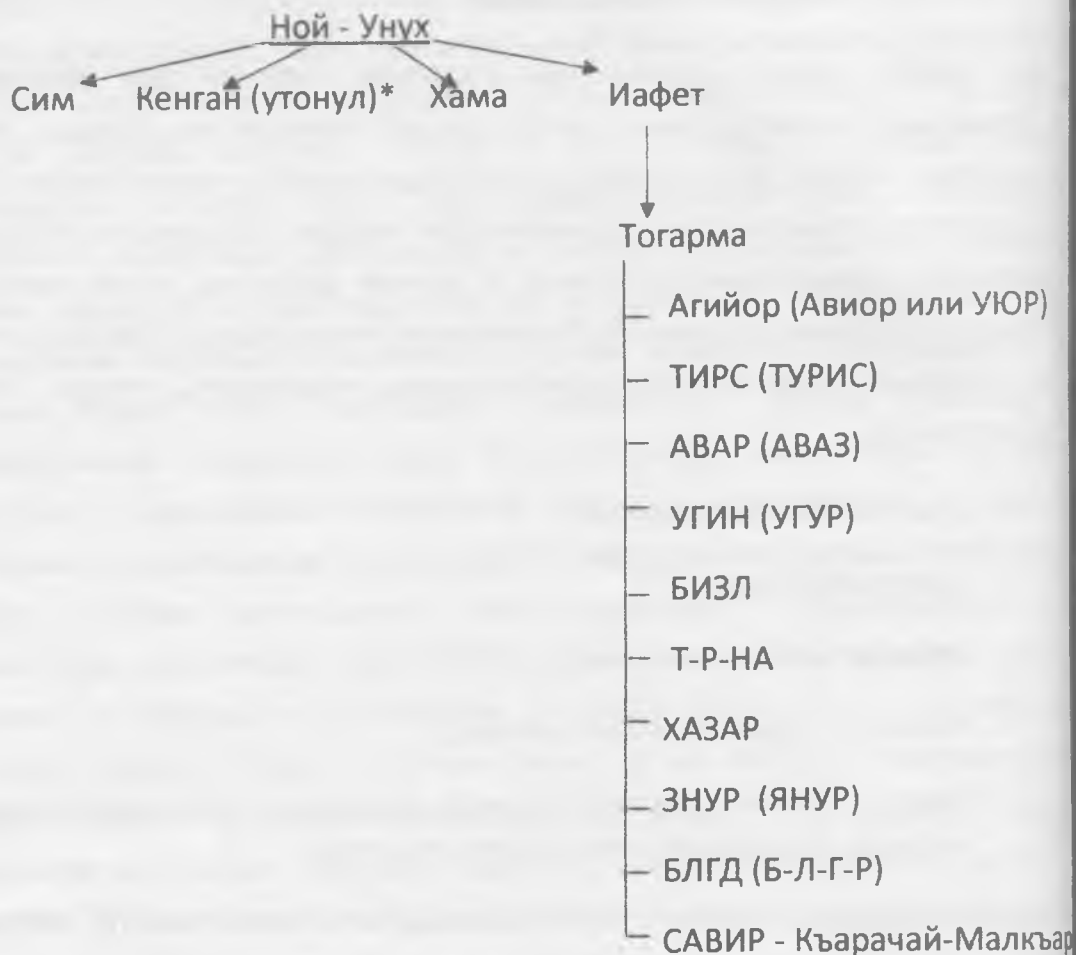 Ной - Унух
Сим Кенган (утонул)* Хама Иафет
Тогарма
Агийор (Авиор или УЮР)
ТИРС (ТУРИС)
АВАР (АВАЗ)
УГИН (УГУР)
БИЗЛ
Т-Р-НА
ХАЗАР
ЗНУР (ЯНУР)
БЛГД (Б-Л-Г-Р)
САВИР - Къарачай-Малкъар